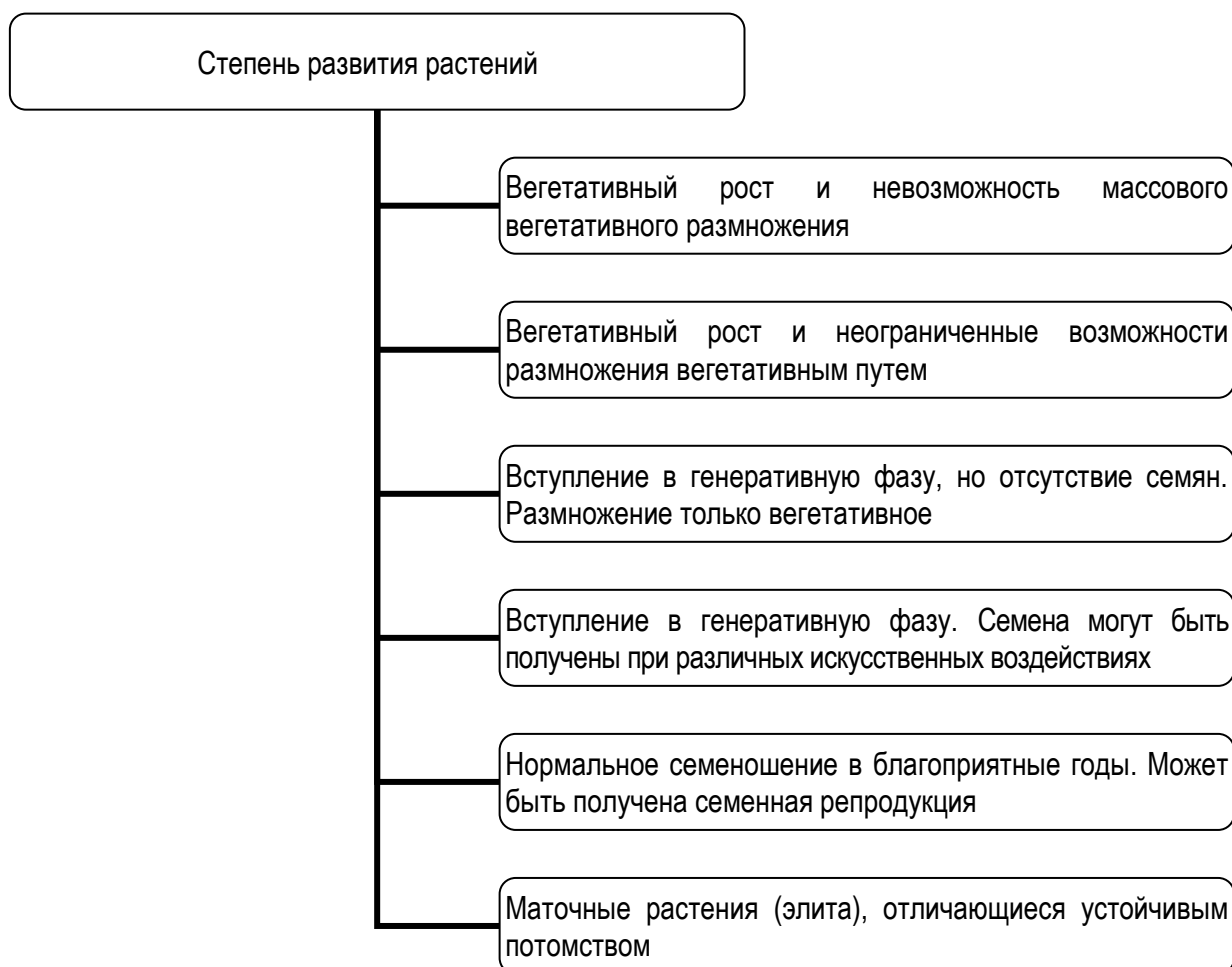 Степень развития растений
Вегетативный рост и невозможность массового
вегетативного размножения
Вегетативный рост и неограниченные возможности
размножения вегетативным путем
Вступление в генеративную фазу, но отсутствие семян.
Размножение только вегетативное
Вступление в генеративную фазу. Семена могут быть
получены при различных искусственных воздействиях
Нормальное семеношение в благоприятные годы. Может
быть получена семенная репродукция
Маточные растения (элита), отличающиеся устойчивым
потомством